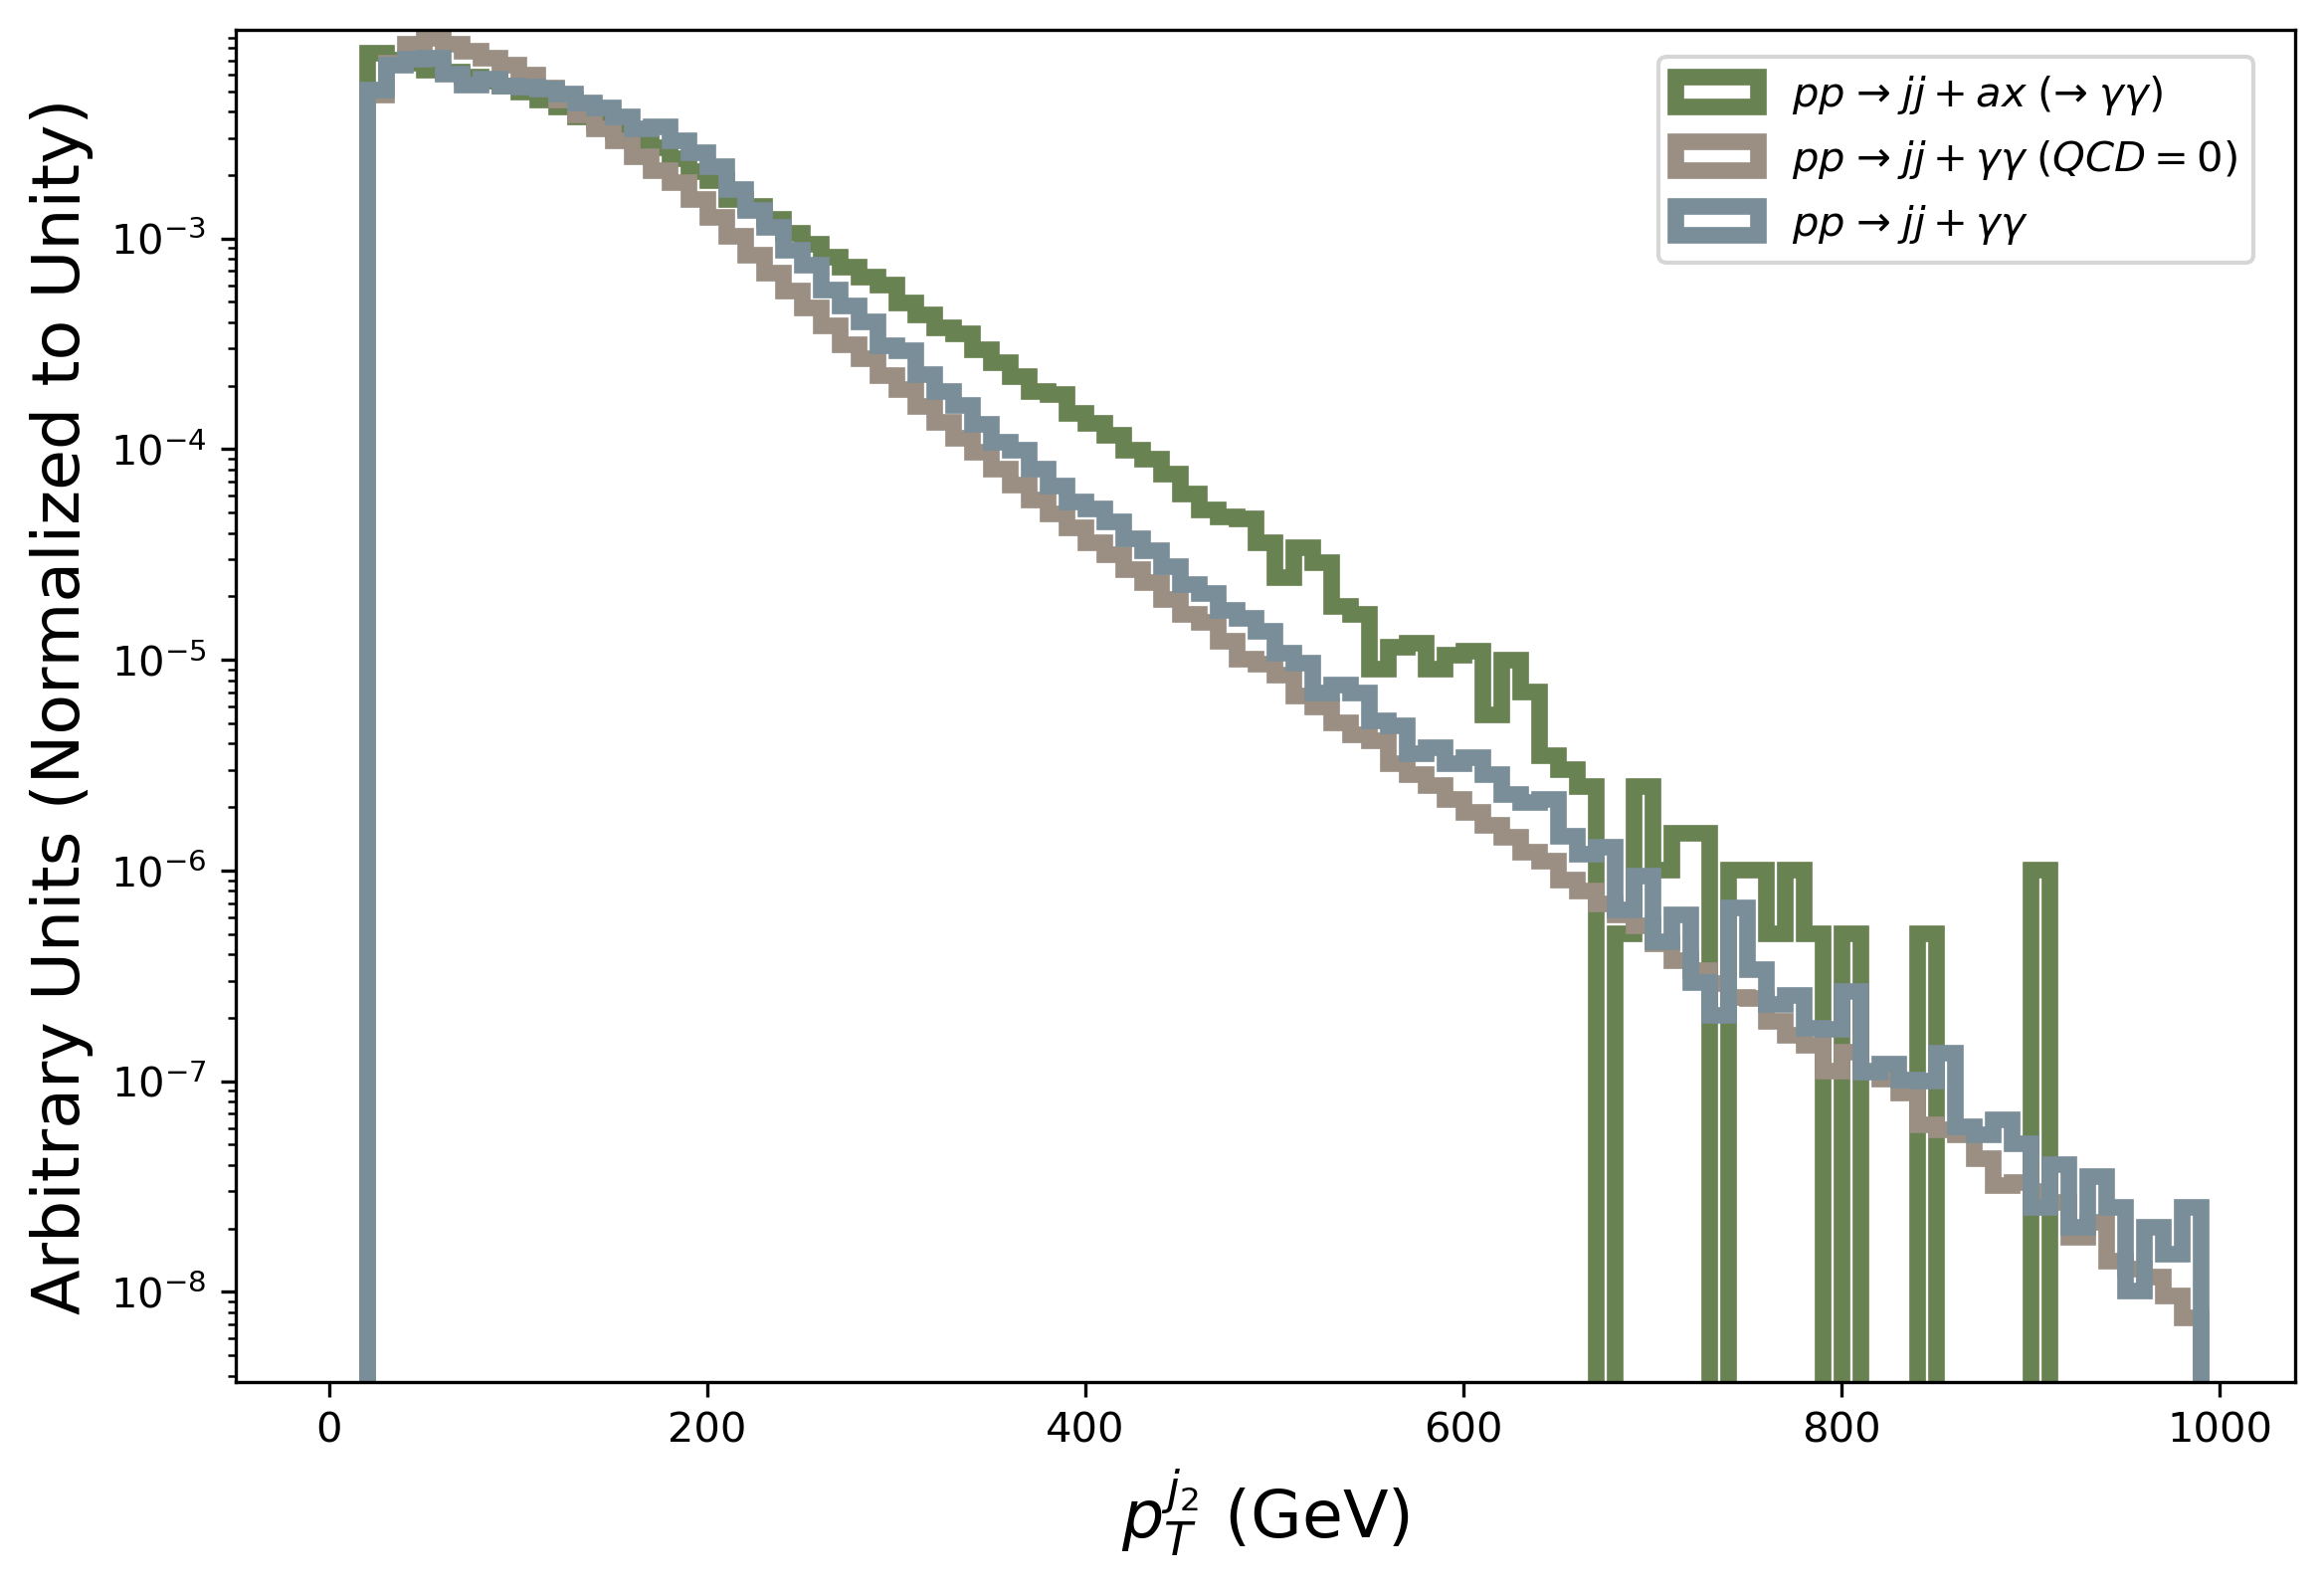 Arbitrary Units (Normalized to Unity)
10⁻³
10⁻⁴
10⁻⁵
10⁻⁶
10⁻⁷
10⁻⁸
pp → jj + ax (→ γγ)
pp → jj + γγ (QCD = 0)
pp → jj + γγ
0 200 400 600 800 1000
p_T^{j_2} (GeV)